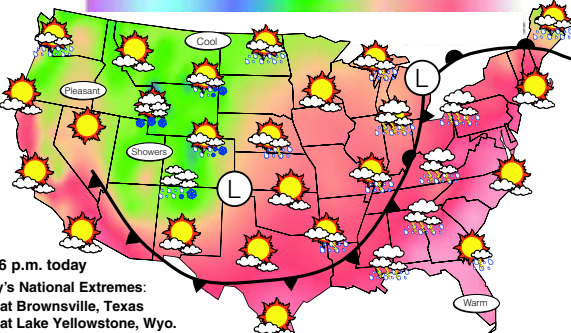 Cool
L
Pleasant
Showers
L
6 p.m. today
y's National Extremes:
at Brownsville, Texas
at Lake Yellowstone, Wyo.
Warm